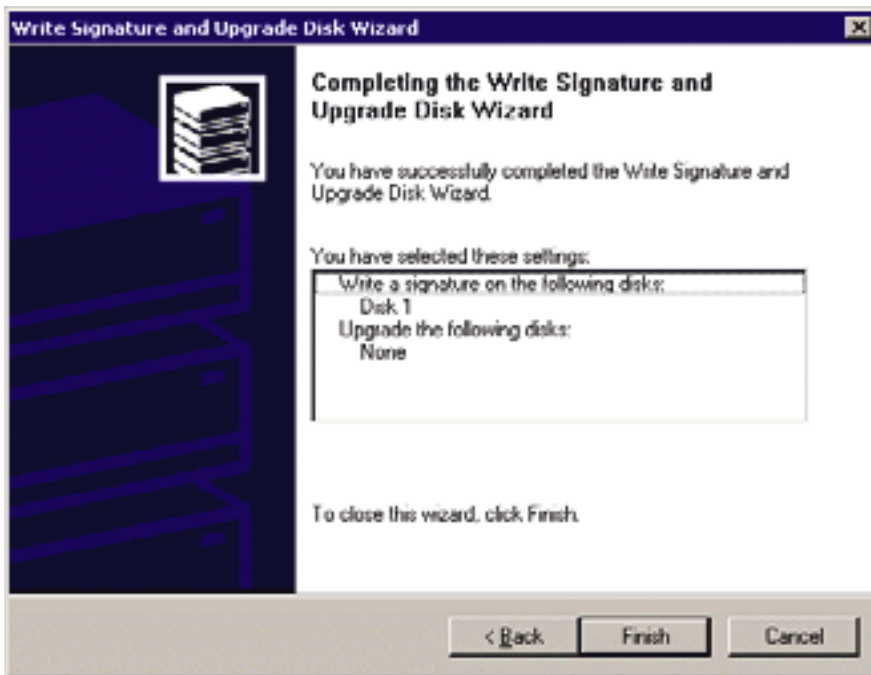 Write Signature and Upgrade Disk Wizard
Completing the Write Signature and
Upgrade Disk Wizard
You have successfully completed the Write Signature and
Upgrade Disk Wizard.
You have selected these settings:
Write a signature on the following disks:
Disk 1
Upgrade the following disks:
None
To close this wizard, click Finish.
< Back Finish Cancel